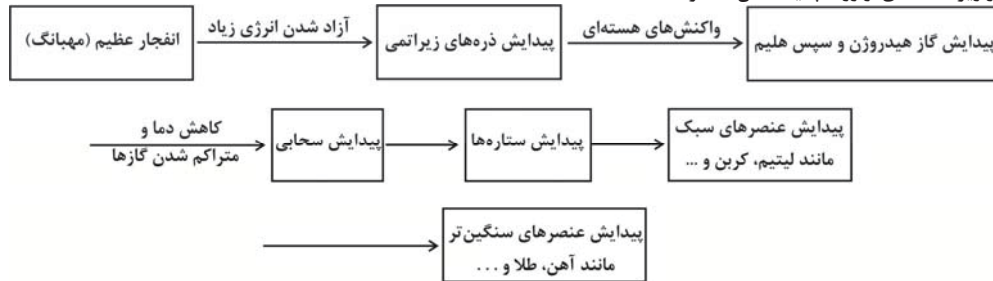 انفجار عظیم (مهبانگ)
آزاد شدن انرژی زیاد
پیدایش ذره‌های زیراتمی
واکنش‌های هسته‌ای
پیدایش گاز هیدروژن و سپس هلیم
کاهش دما و
متراکم شدن گازها
پیدایش سحابی
پیدایش ستاره‌ها
پیدایش عنصرهای سبک
مانند لیتیم، کربن و ...
پیدایش عنصرهای سنگین‌تر
مانند آهن، طلا و . . .